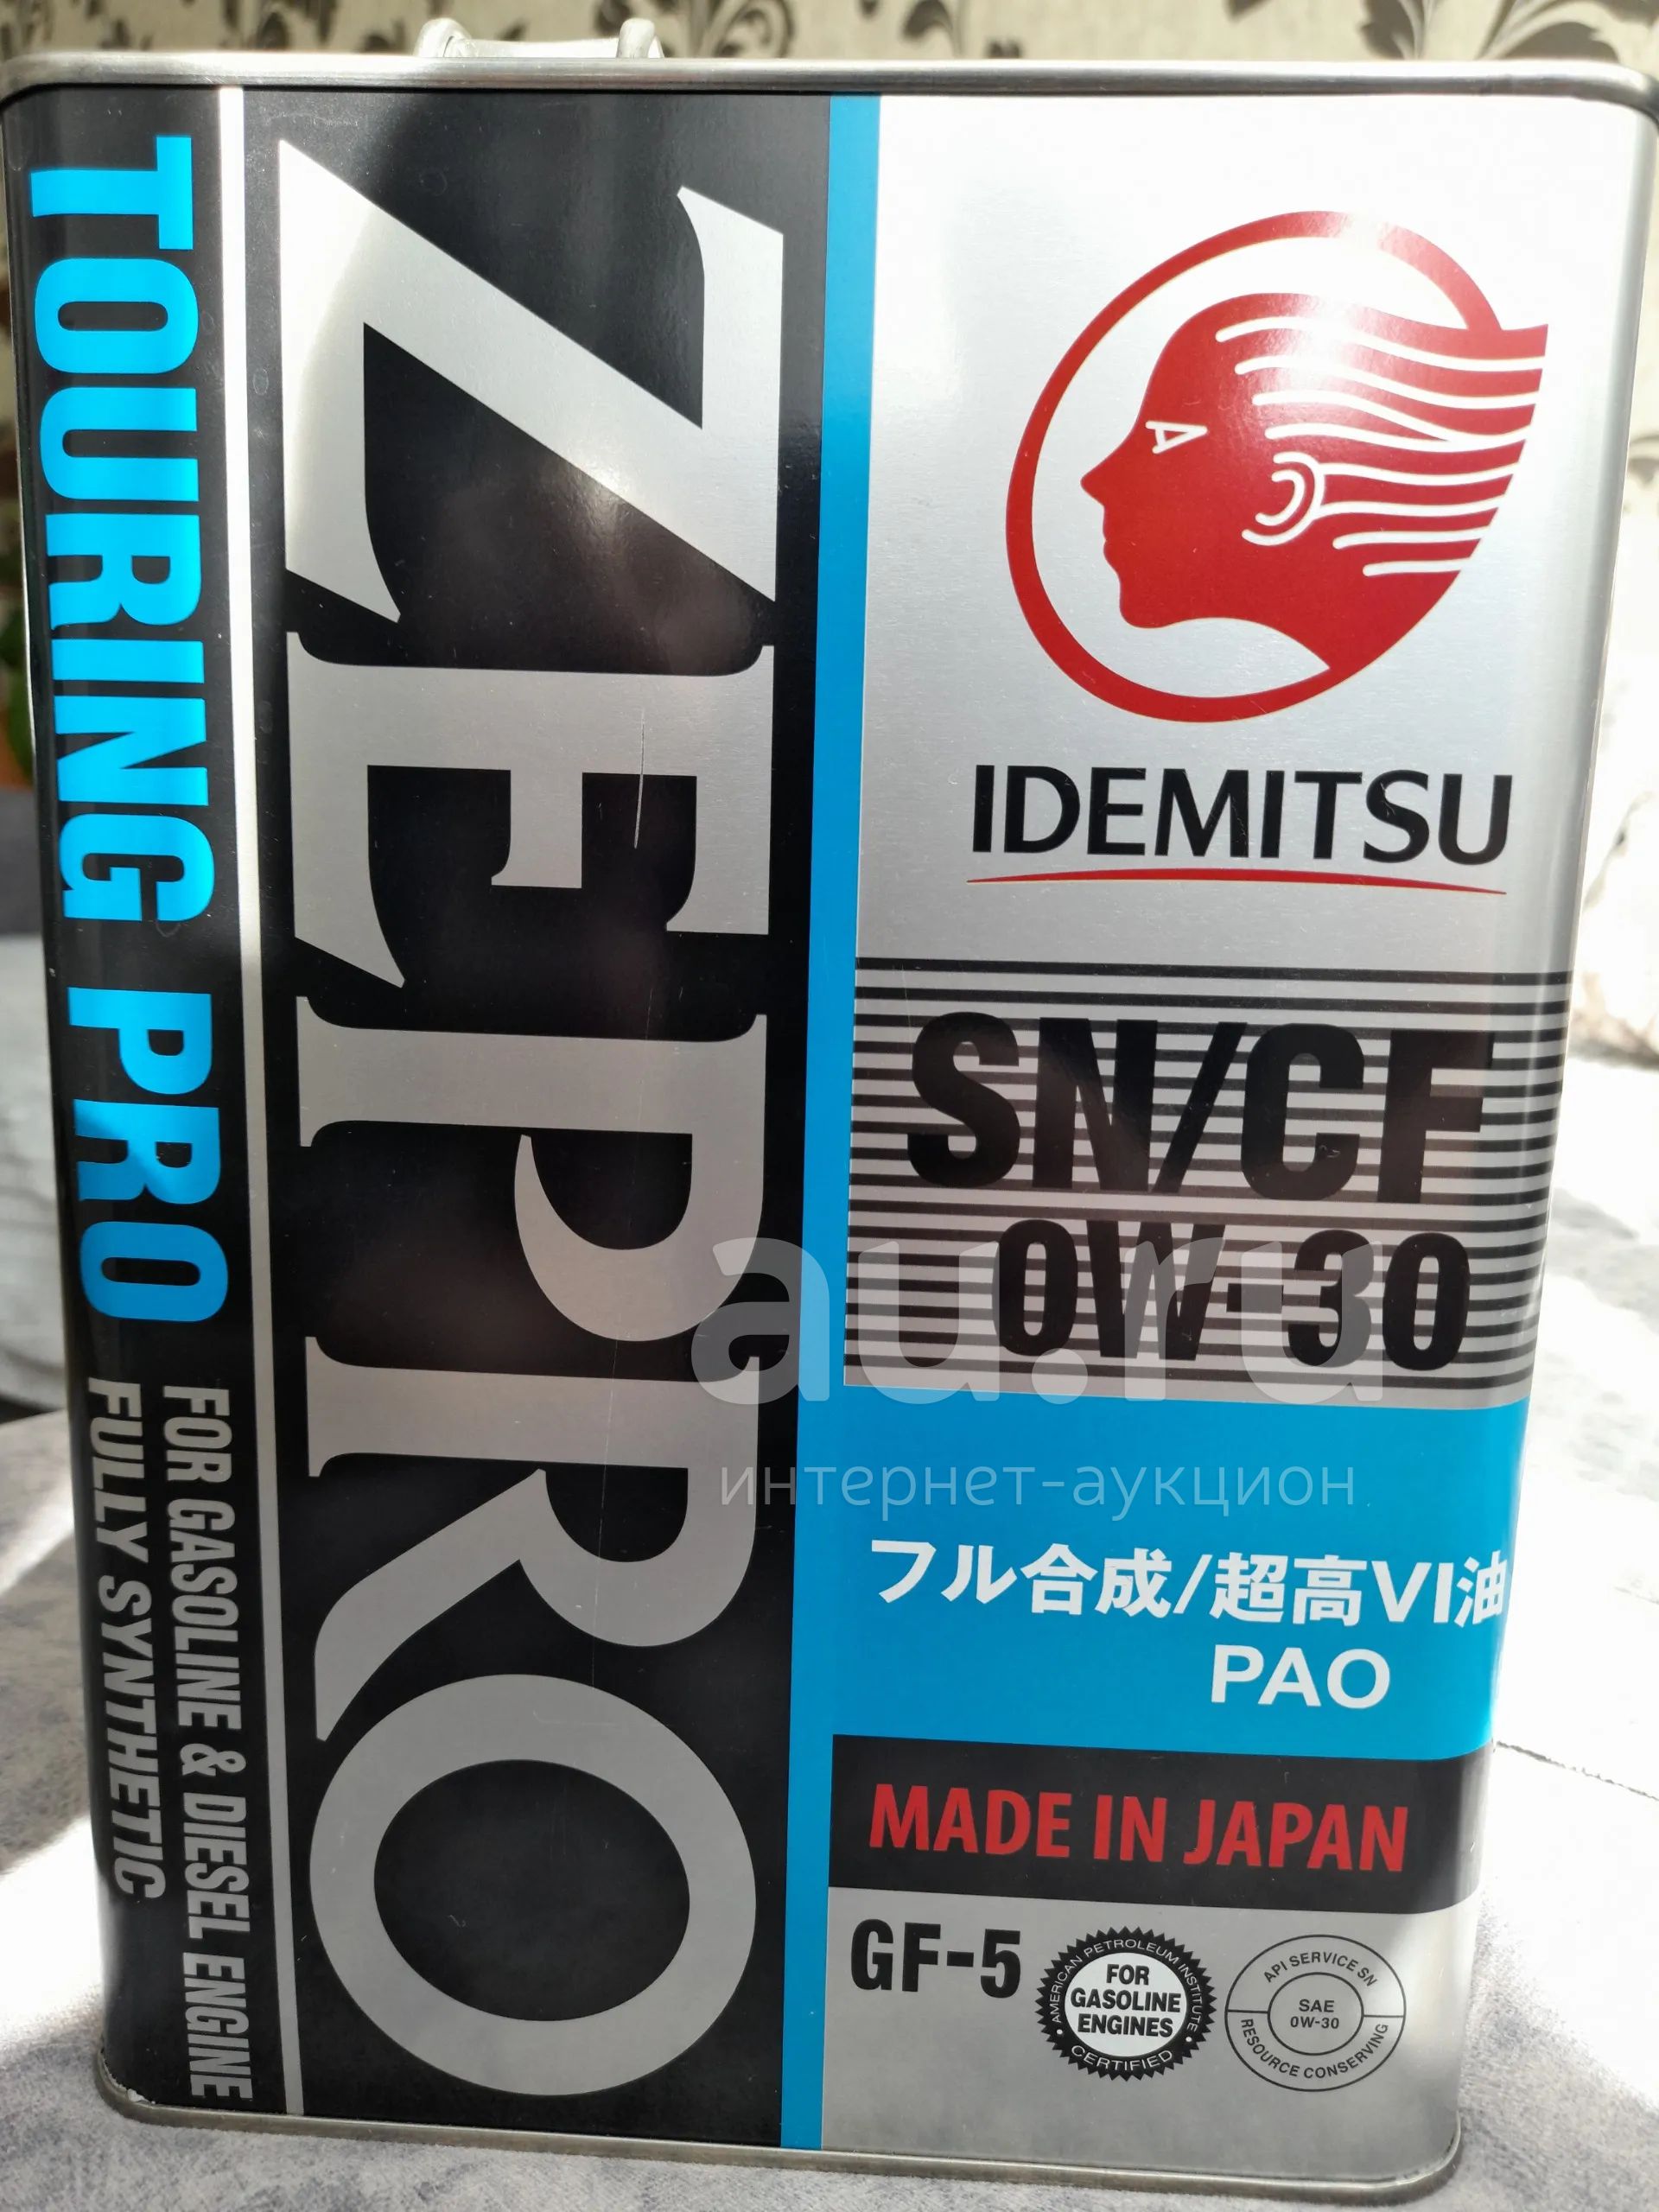 TOURING PRO
FOR GASOLINE & DIESEL ENGINE
FULLY SYNTHETIC
ZEPRO
IDEMITSU
SN/CF
0W-30
au.ru
интернет-аукцион
フル合成/超高VI油
PAO
MADE IN JAPAN
GF-5
AMERICAN PETROLEUM INSTITUTE
FOR
GASOLINE
ENGINES
CERTIFIED
API SERVICE SN
SAE
0W-30
RESOURCE CONSERVING